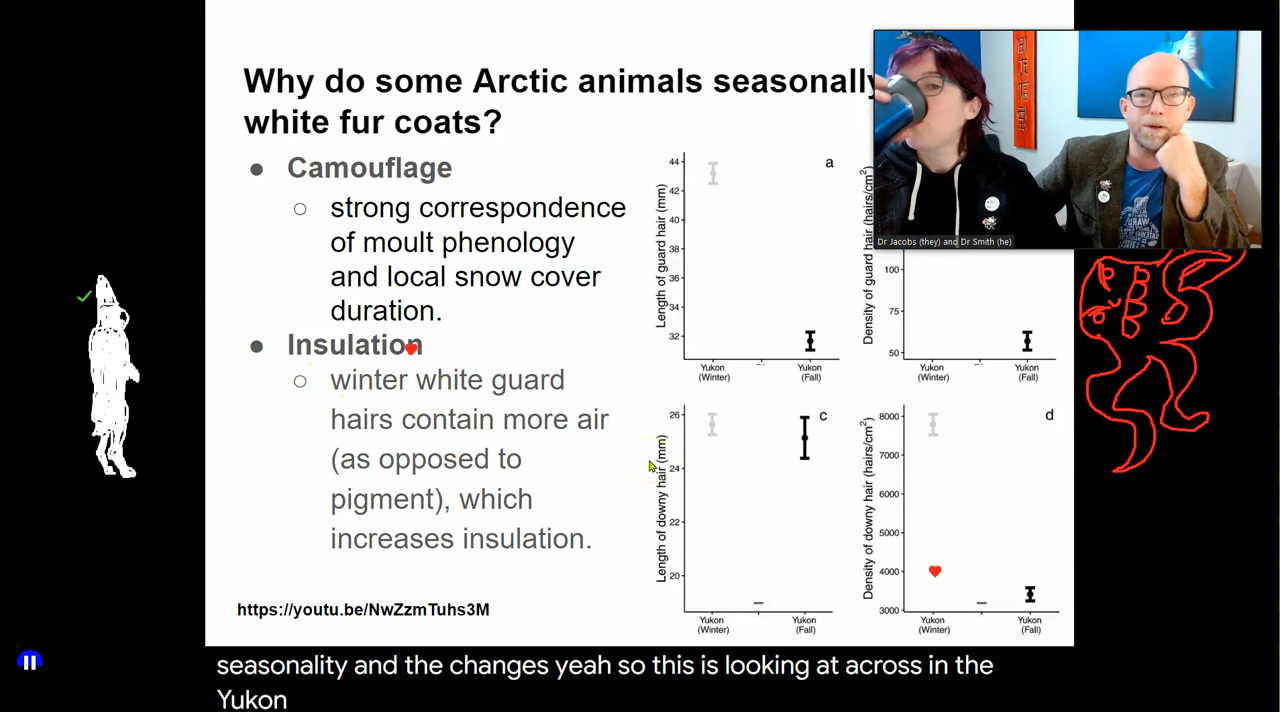 Why do some Arctic animals seasonally
white fur coats?
● Camouflage
○ strong correspondence
of moult phenology
and local snow cover
duration.
● Insulation
○ winter white guard
hairs contain more air
(as opposed to
pigment), which
increases insulation.
https://youtu.be/NwZzmTuhs3M
a
Length of guard hair (mm)
44
42
40
38
36
34
32
Yukon
(Winter)
Yukon
(Fall)
Density of guard hair (hairs/cm²)
100
75
50
Yukon
(Winter)
Yukon
(Fall)
c
Length of downy hair (mm)
26
24
22
20
Yukon
(Winter)
Yukon
(Fall)
d
Density of downy hair (hairs/cm²)
8000
7000
6000
5000
4000
3000
Yukon
(Winter)
Yukon
(Fall)
Dr Jacobs (they) and Dr Smith (he)
seasonality and the changes yeah so this is looking at across in the
Yukon